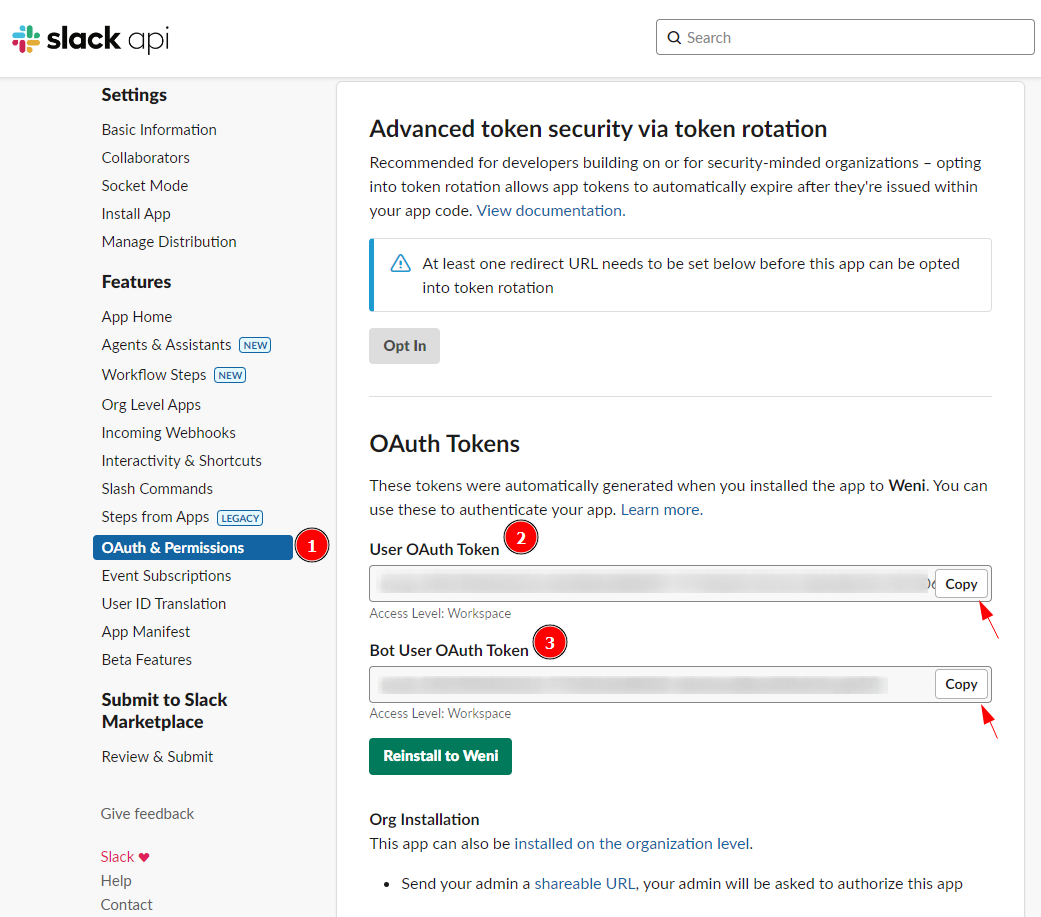 slack api
Search
Settings
Basic Information
Collaborators
Socket Mode
Install App
Manage Distribution
Features
App Home
Agents & Assistants NEW
Workflow Steps NEW
Org Level Apps
Incoming Webhooks
Interactivity & Shortcuts
Slash Commands
Steps from Apps LEGACY
OAuth & Permissions 1
Event Subscriptions
User ID Translation
App Manifest
Beta Features
Submit to Slack
Marketplace
Review & Submit
Give feedback
Slack ♥
Help
Contact
Advanced token security via token rotation
Recommended for developers building on or for security-minded organizations – opting
into token rotation allows app tokens to automatically expire after they're issued within
your app code. View documentation.
At least one redirect URL needs to be set below before this app can be opted
into token rotation
Opt In
OAuth Tokens
These tokens were automatically generated when you installed the app to Weni. You can
use these to authenticate your app. Learn more.
User OAuth Token 2
Copy
Access Level: Workspace
Bot User OAuth Token 3
Copy
Access Level: Workspace
Reinstall to Weni
Org Installation
This app can also be installed on the organization level.
• Send your admin a shareable URL, your admin will be asked to authorize this app